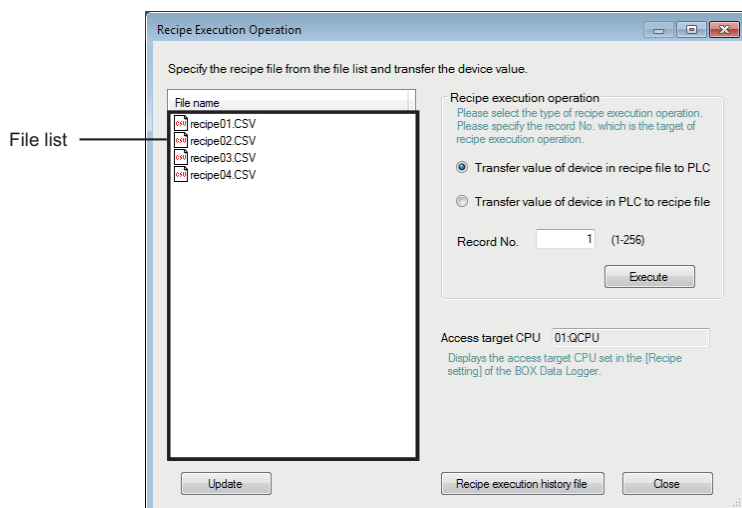 Recipe Execution Operation
Specify the recipe file from the file list and transfer the device value.
File name
recipe01.CSV
recipe02.CSV
recipe03.CSV
recipe04.CSV
File list
Recipe execution operation
Please select the type of recipe execution operation.
Please specify the record No. which is the target of
recipe execution operation.
Transfer value of device in recipe file to PLC
Transfer value of device in PLC to recipe file
Record No. 1 (1-256)
Execute
Access target CPU 01:QCPU
Displays the access target CPU set in the [Recipe
setting] of the BOX Data Logger.
Update
Recipe execution history file
Close